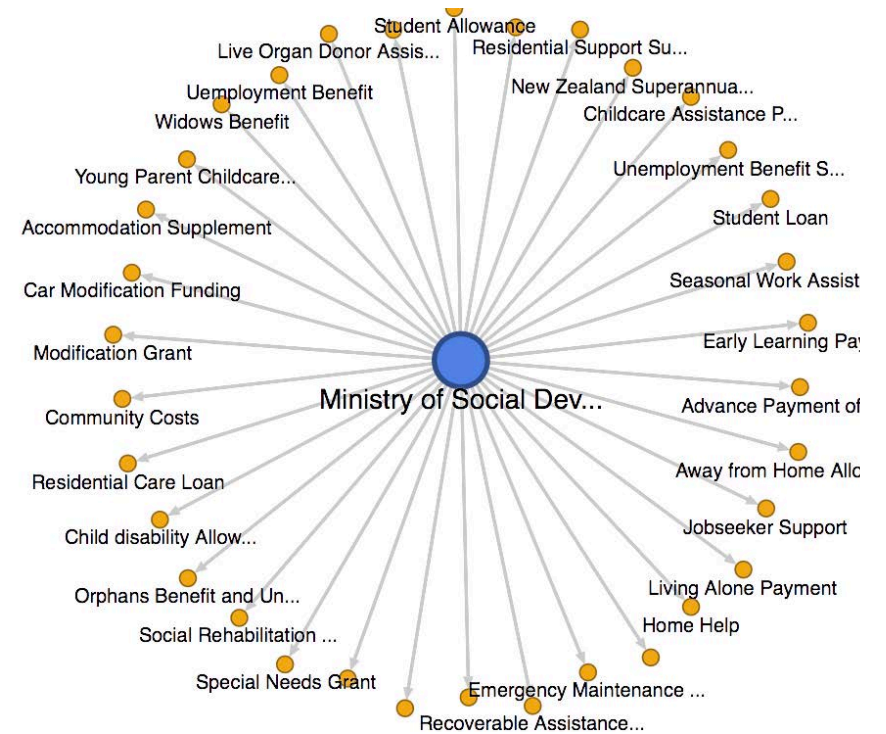 Student Allowance
Live Organ Donor Assis...
Residential Support Su...
Uemployment Benefit
New Zealand Superannua...
Widows Benefit
Childcare Assistance P...
Young Parent Childcare...
Unemployment Benefit S...
Accommodation Supplement
Student Loan
Car Modification Funding
Seasonal Work Assist
Modification Grant
Early Learning Pay
Ministry of Social Dev...
Community Costs
Advance Payment of
Residential Care Loan
Away from Home Allo
Child disability Allow...
Jobseeker Support
Orphans Benefit and Un...
Living Alone Payment
Social Rehabilitation ...
Home Help
Special Needs Grant
Emergency Maintenance ...
Recoverable Assistance...